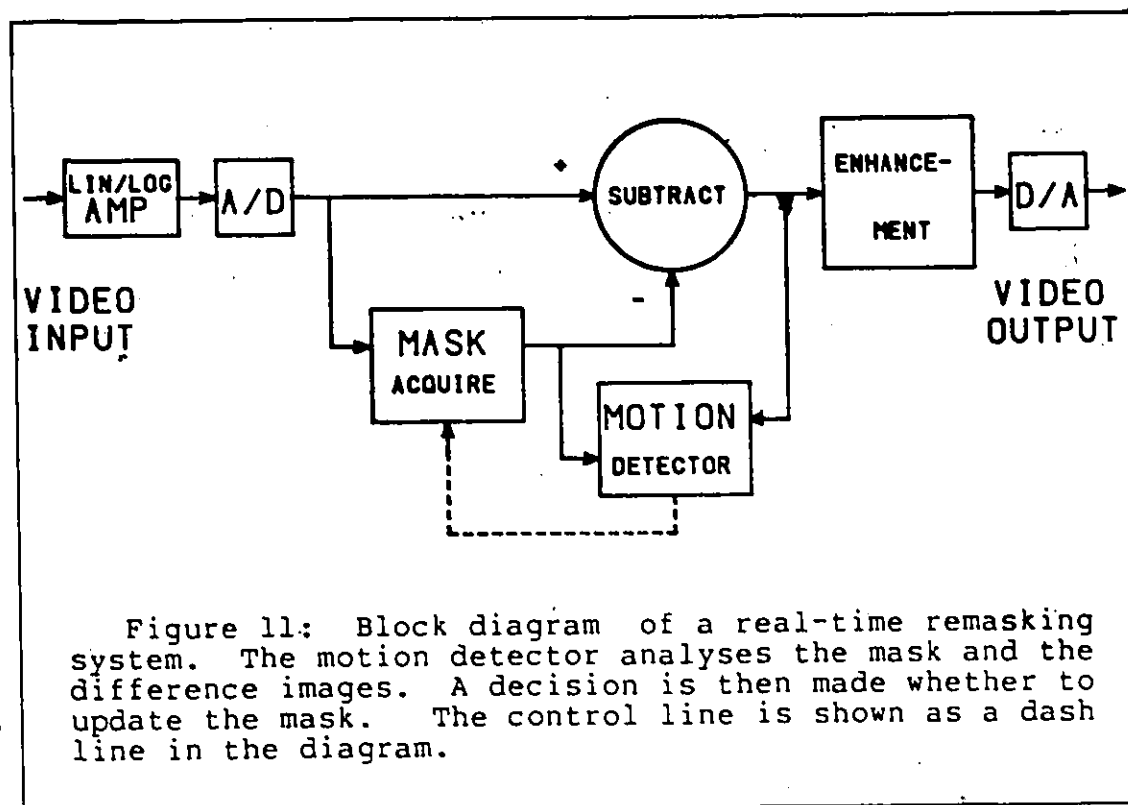 LIN/LOG
AMP
A/D
+
SUBTRACT
ENHANCE-
MENT
D/A
VIDEO
INPUT
-
VIDEO
OUTPUT
MASK
ACQUIRE
MOTION
DETECTOR
Figure 11: Block diagram of a real-time remasking
system. The motion detector analyses the mask and the
difference images. A decision is then made whether to
update the mask. The control line is shown as a dash
line in the diagram.